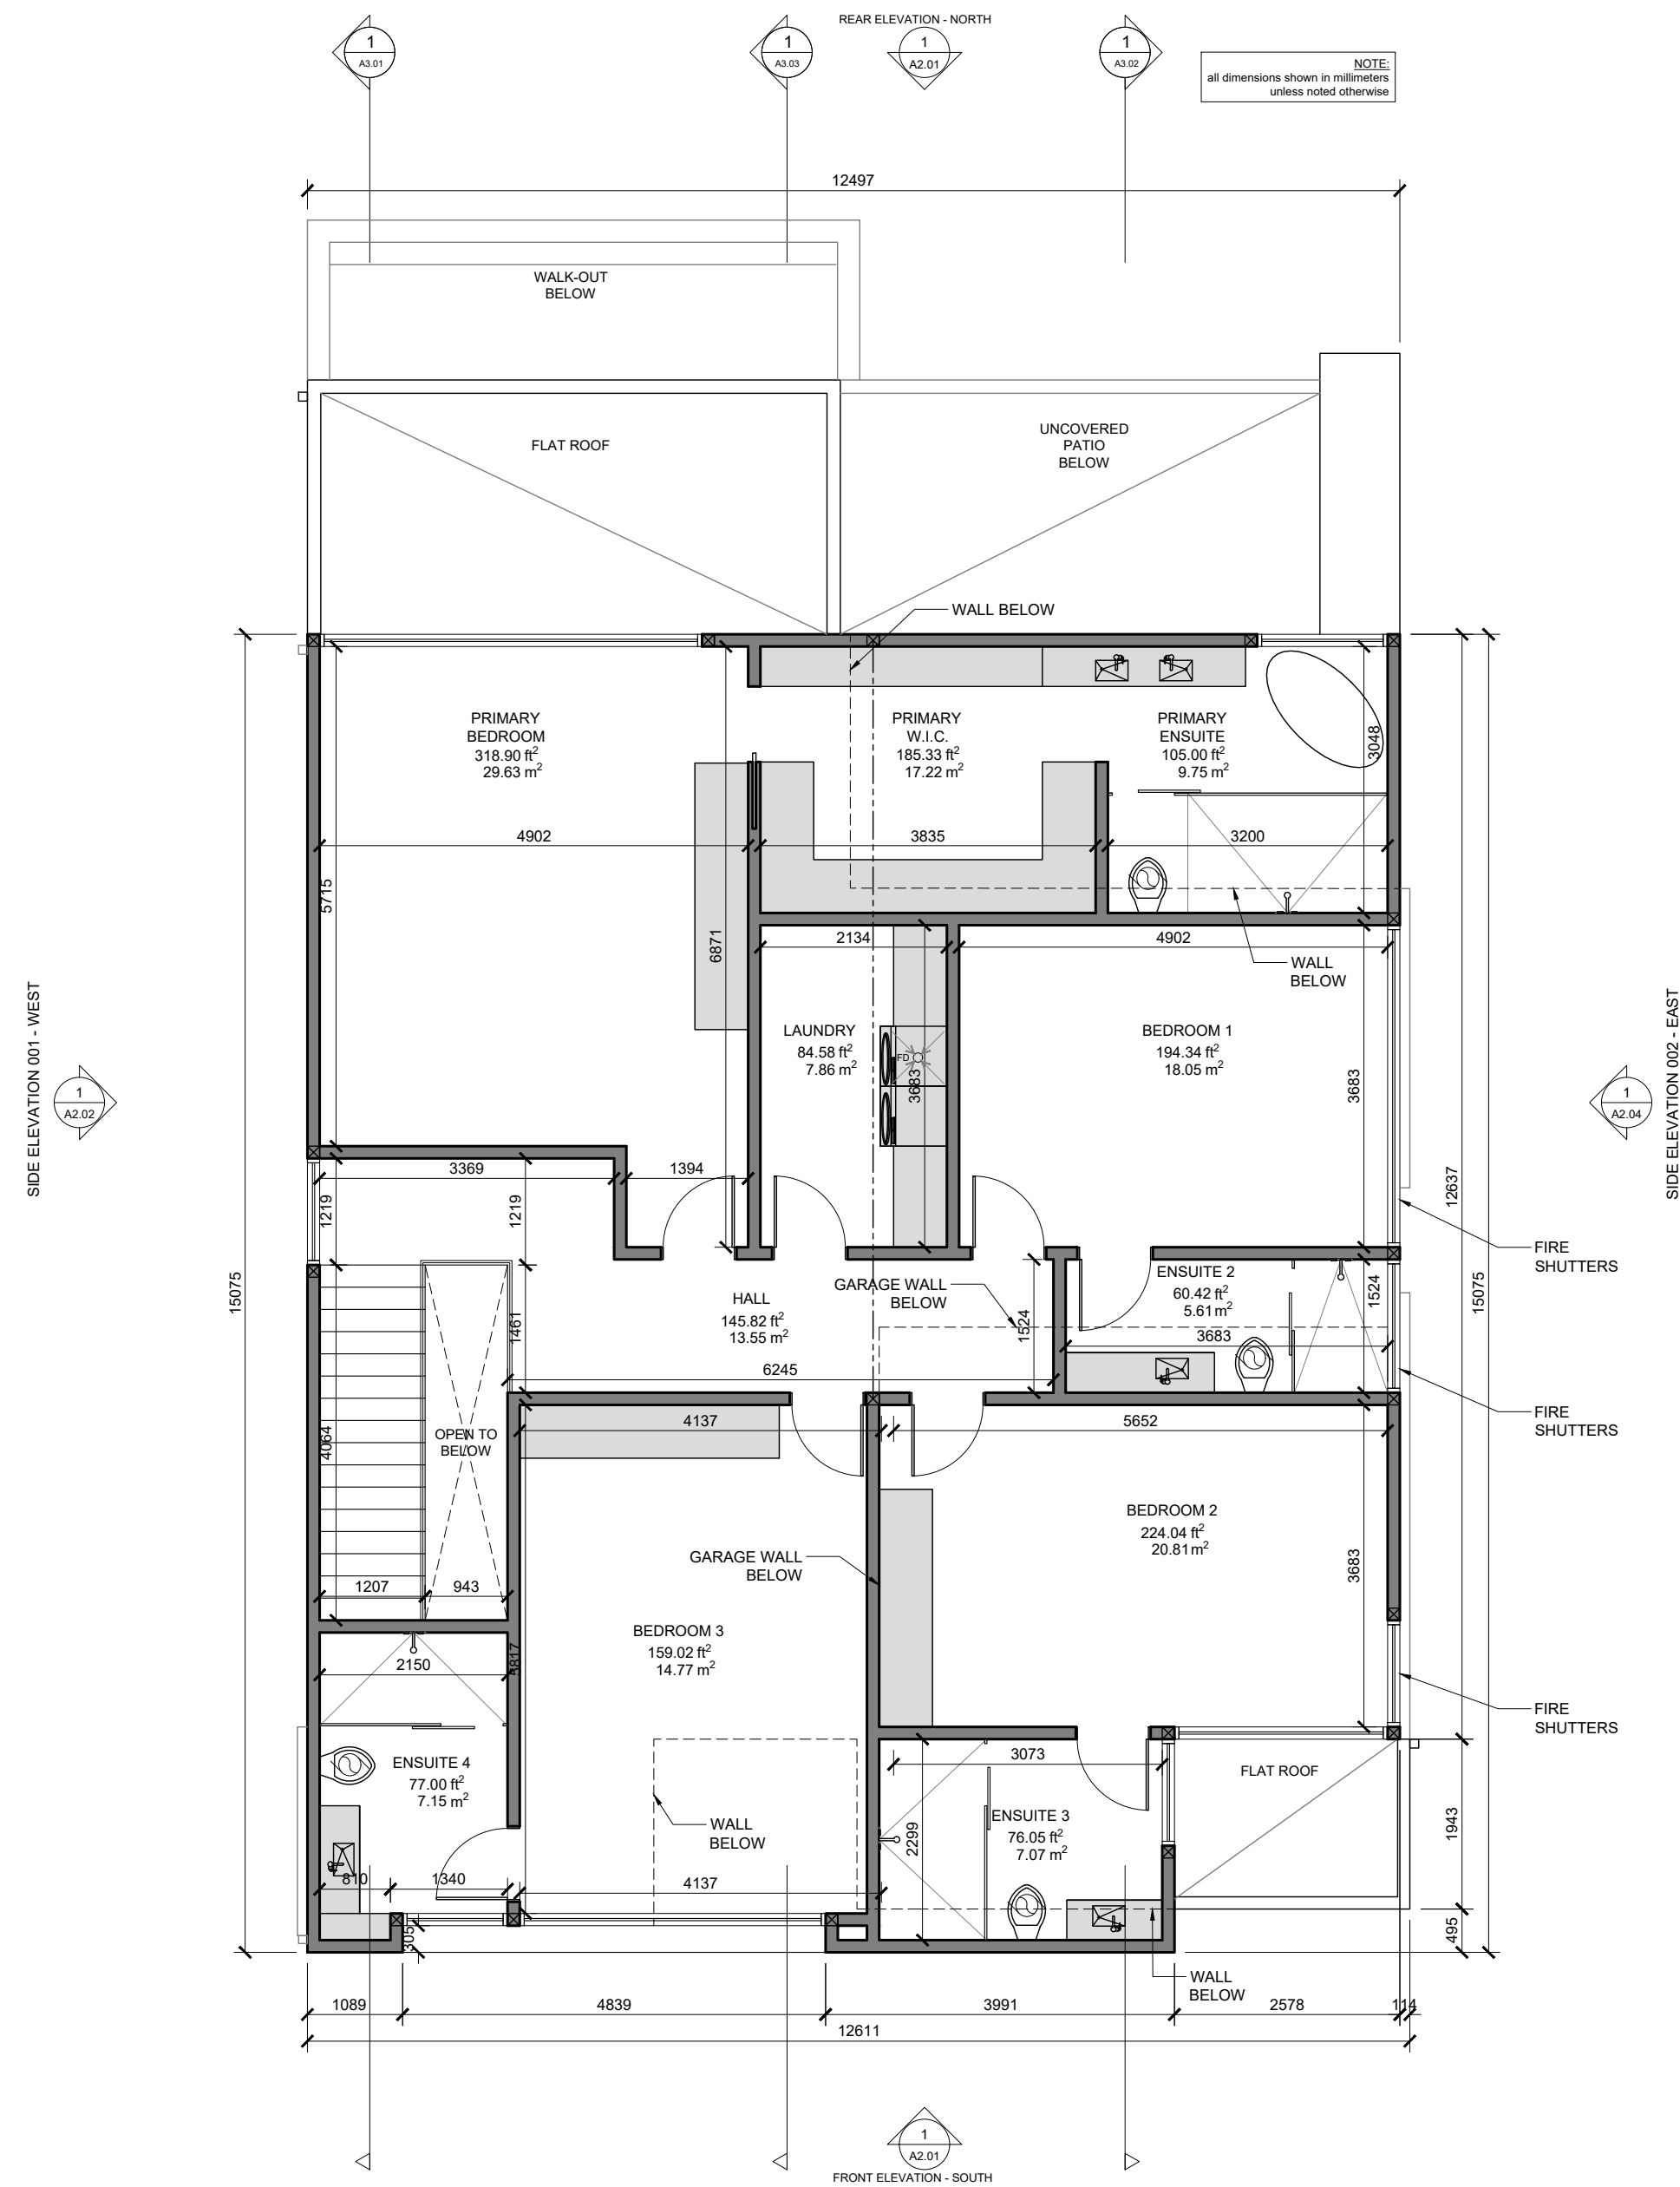 REAR ELEVATION - NORTH
1
A3.01
1
A3.03
1
A2.01
1
A3.02
NOTE:
all dimensions shown in millimeters
unless noted otherwise
12497
WALK-OUT
BELOW
FLAT ROOF
UNCOVERED
PATIO
BELOW
WALL BELOW
PRIMARY
BEDROOM
318.90 ft²
29.63 m²
PRIMARY
W.I.C.
185.33 ft²
17.22 m²
PRIMARY
ENSUITE
105.00 ft²
9.75 m²
3048
4902
3835
3200
5715
6871
2134
4902
WALL
BELOW
SIDE ELEVATION 001 - WEST
1
A2.02
LAUNDRY
84.58 ft²
7.86 m²
FD
3683
BEDROOM 1
194.34 ft²
18.05 m²
3683
1
A2.04
SIDE ELEVATION 002 - EAST
3369
1394
1219
1219
12637
FIRE
SHUTTERS
15075
15075
HALL
145.82 ft²
13.55 m²
GARAGE WALL
BELOW
ENSUITE 2
60.42 ft²
5.61 m²
1524
1524
3683
1461
6245
4137
5652
FIRE
SHUTTERS
OPEN TO
BELOW
4064
BEDROOM 2
224.04 ft²
20.81 m²
3683
GARAGE WALL
BELOW
1207
943
BEDROOM 3
159.02 ft²
14.77 m²
5817
2150
FIRE
SHUTTERS
ENSUITE 4
77.00 ft²
7.15 m²
3073
FLAT ROOF
WALL
BELOW
2299
ENSUITE 3
76.05 ft²
7.07 m²
1943
810
1340
4137
305
495
WALL
BELOW
1089
4839
3991
2578
114
12611
1
A2.01
FRONT ELEVATION - SOUTH